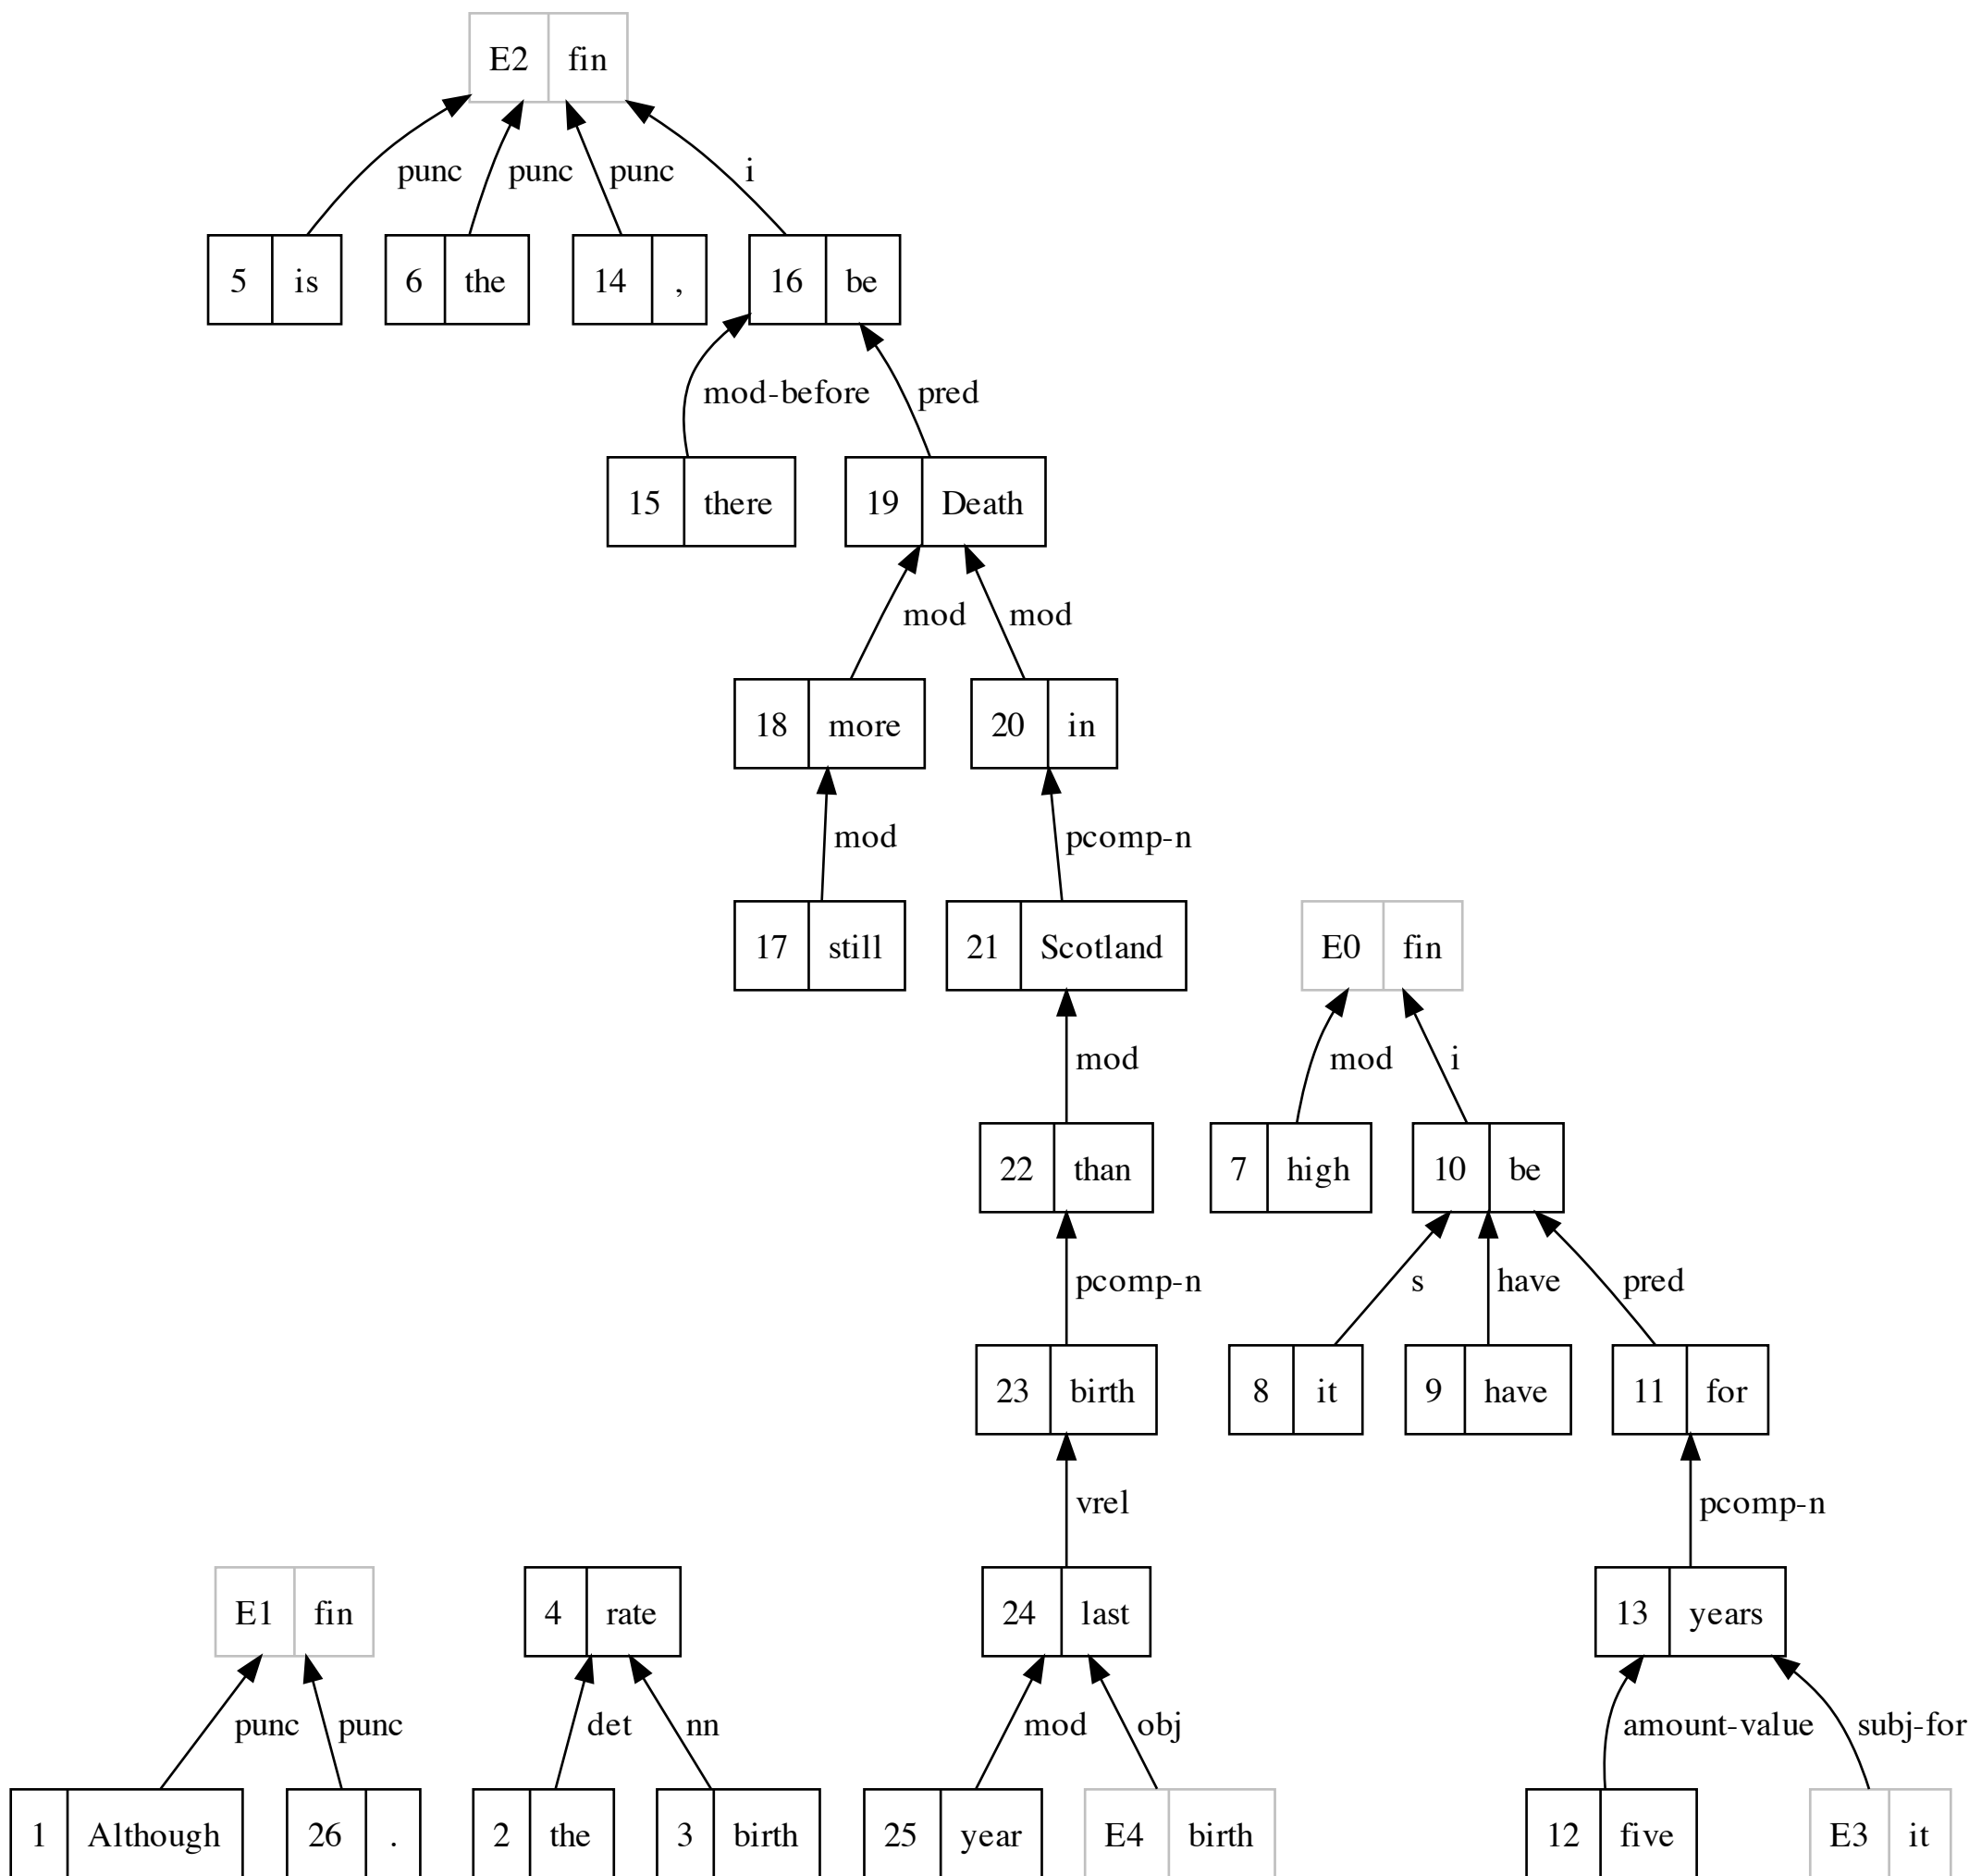 E2 fin
punc punc punc i
5 is 6 the 14 , 16 be
mod-before pred
15 there 19 Death
mod mod
18 more 20 in
mod pcomp-n
17 still 21 Scotland E0 fin
mod mod i
22 than 7 high 10 be
pcomp-n s have pred
23 birth 8 it 9 have 11 for
vrel pcomp-n
E1 fin 4 rate 24 last 13 years
punc punc det nn mod obj amount-value subj-for
1 Although 26 . 2 the 3 birth 25 year E4 birth 12 five E3 it